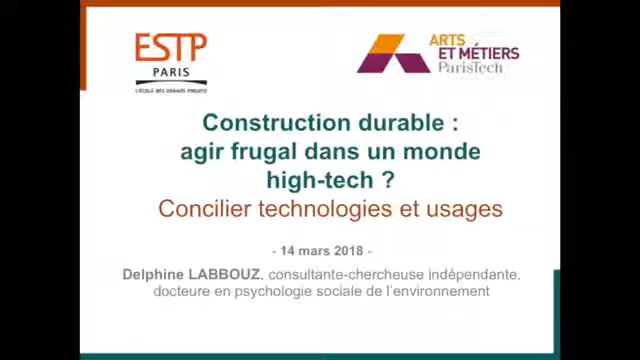 ESTP
PARIS
L'ÉCOLE DES GRANDS PROJETS
ARTS
ET MÉTIERS
ParisTech
Construction durable :
agir frugal dans un monde
high-tech ?
Concilier technologies et usages
- 14 mars 2018 -
Delphine LABBOUZ, consultante-chercheuse indépendante,
docteure en psychologie sociale de l'environnement